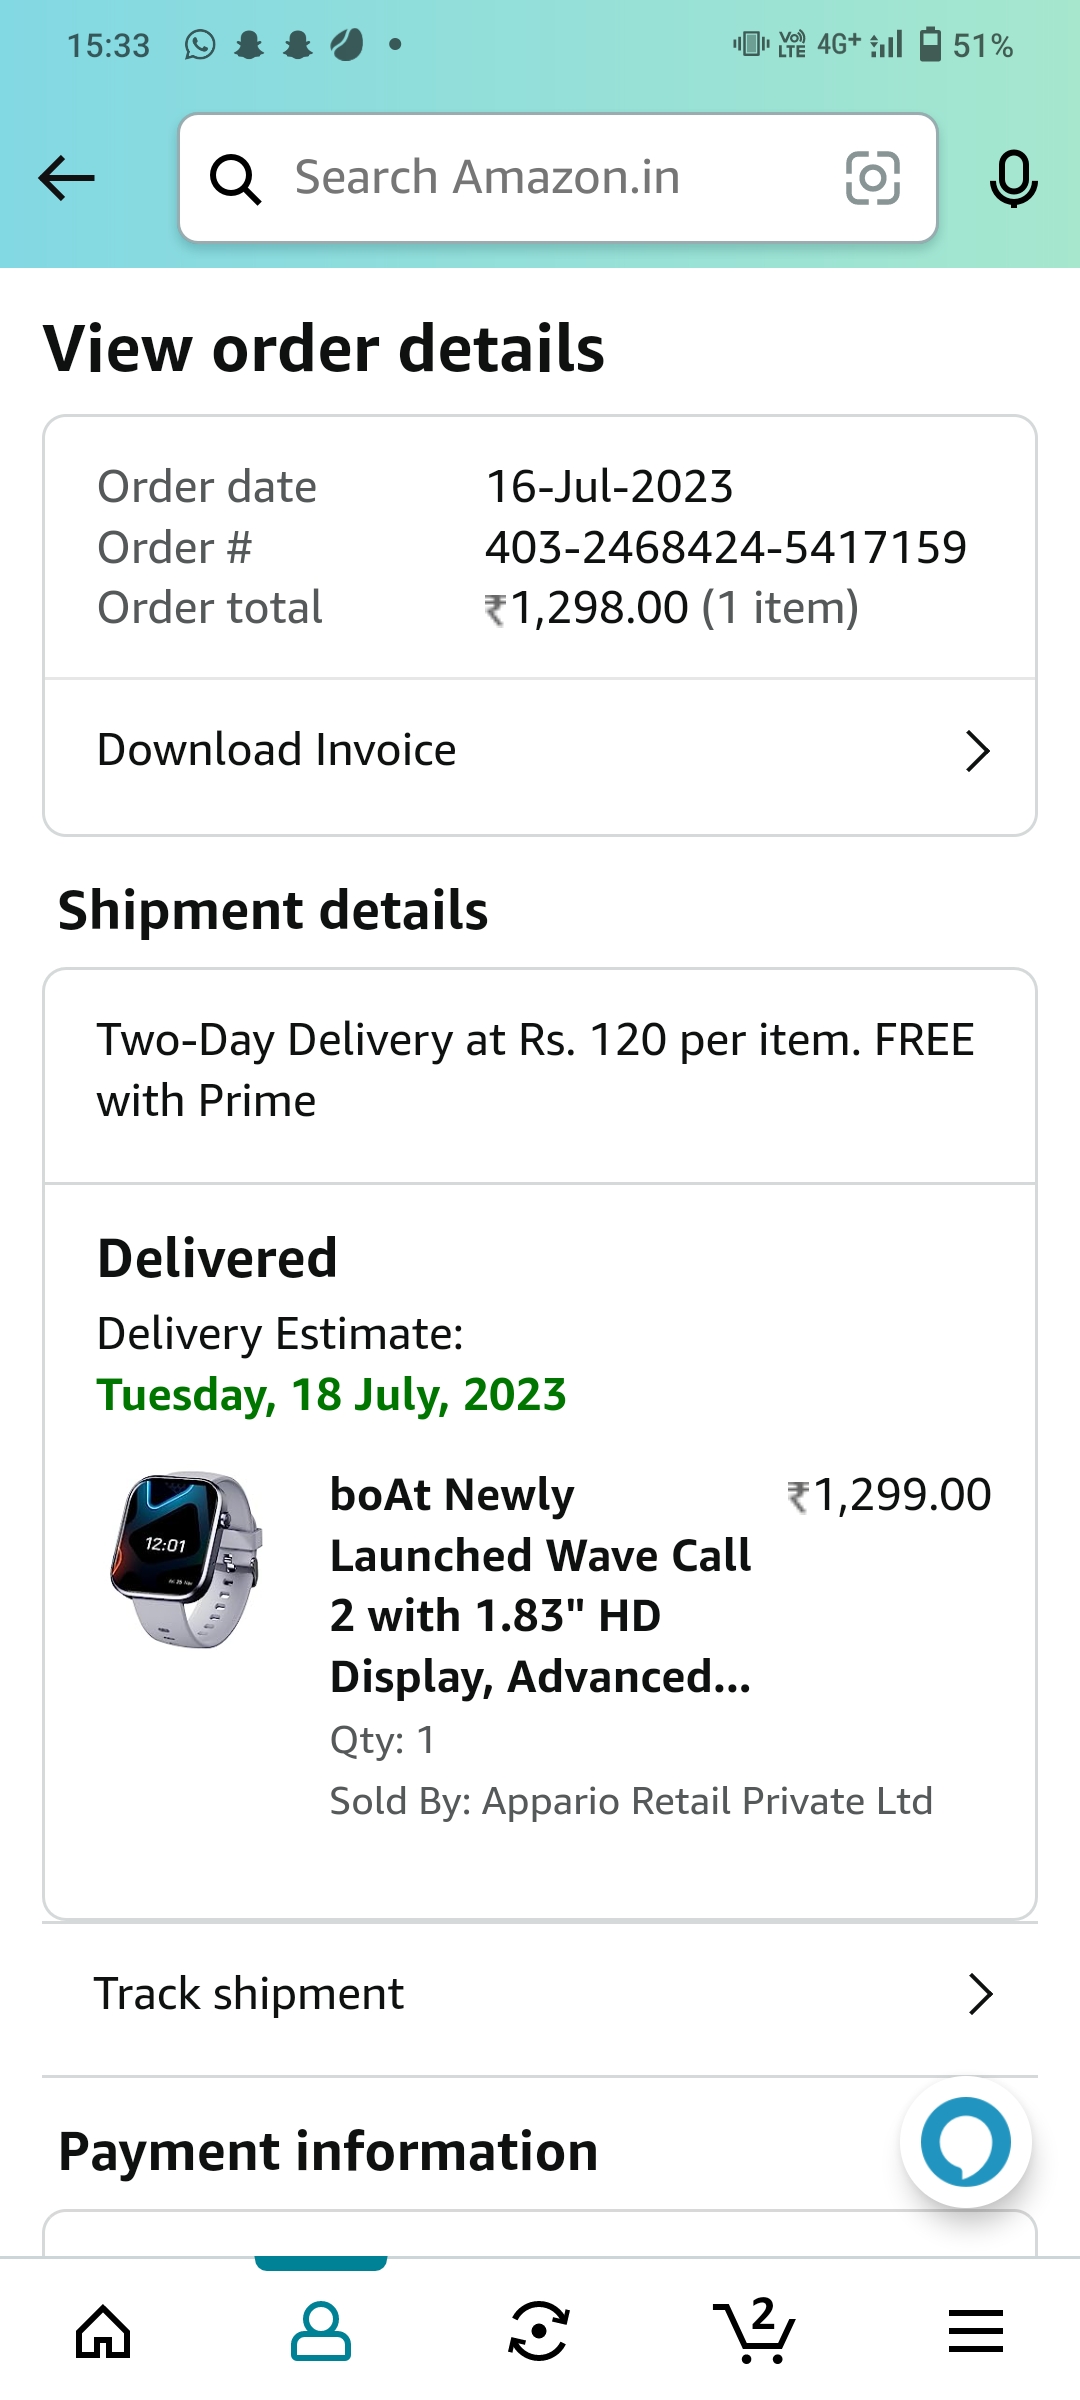 15:33 VoLTE 4G+ 51%
Search Amazon.in
View order details
Order date 16-Jul-2023
Order # 403-2468424-5417159
Order total ₹1,298.00 (1 item)
Download Invoice
Shipment details
Two-Day Delivery at Rs. 120 per item. FREE
with Prime
Delivered
Delivery Estimate:
Tuesday, 18 July, 2023
12:01
boAt Newly ₹1,299.00
Launched Wave Call
2 with 1.83" HD
Display, Advanced...
Qty: 1
Sold By: Appario Retail Private Ltd
Track shipment
Payment information
2